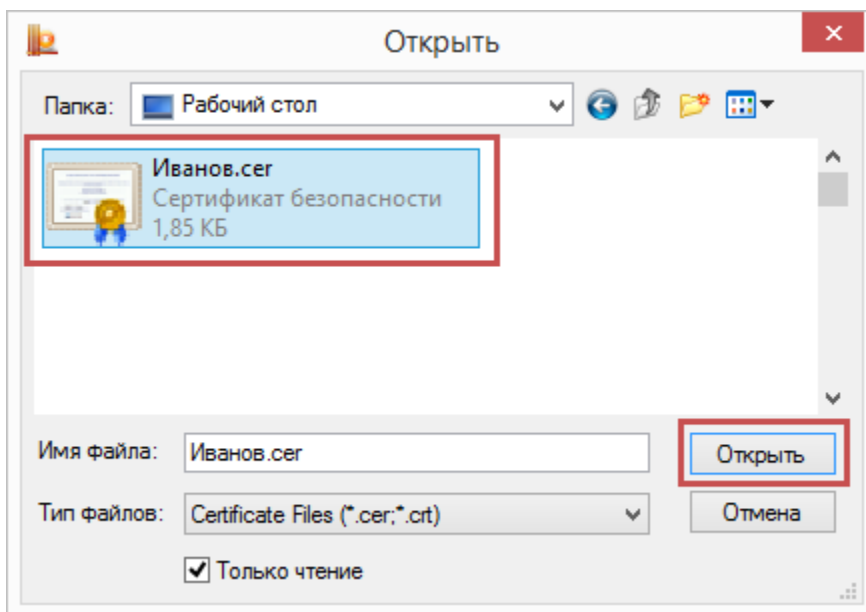 Открыть
Папка: Рабочий стол
Иванов.cer
Сертификат безопасности
1,85 КБ
Имя файла: Иванов.cer Открыть
Тип файлов: Certificate Files (*.cer;*.crt) Отмена
Только чтение